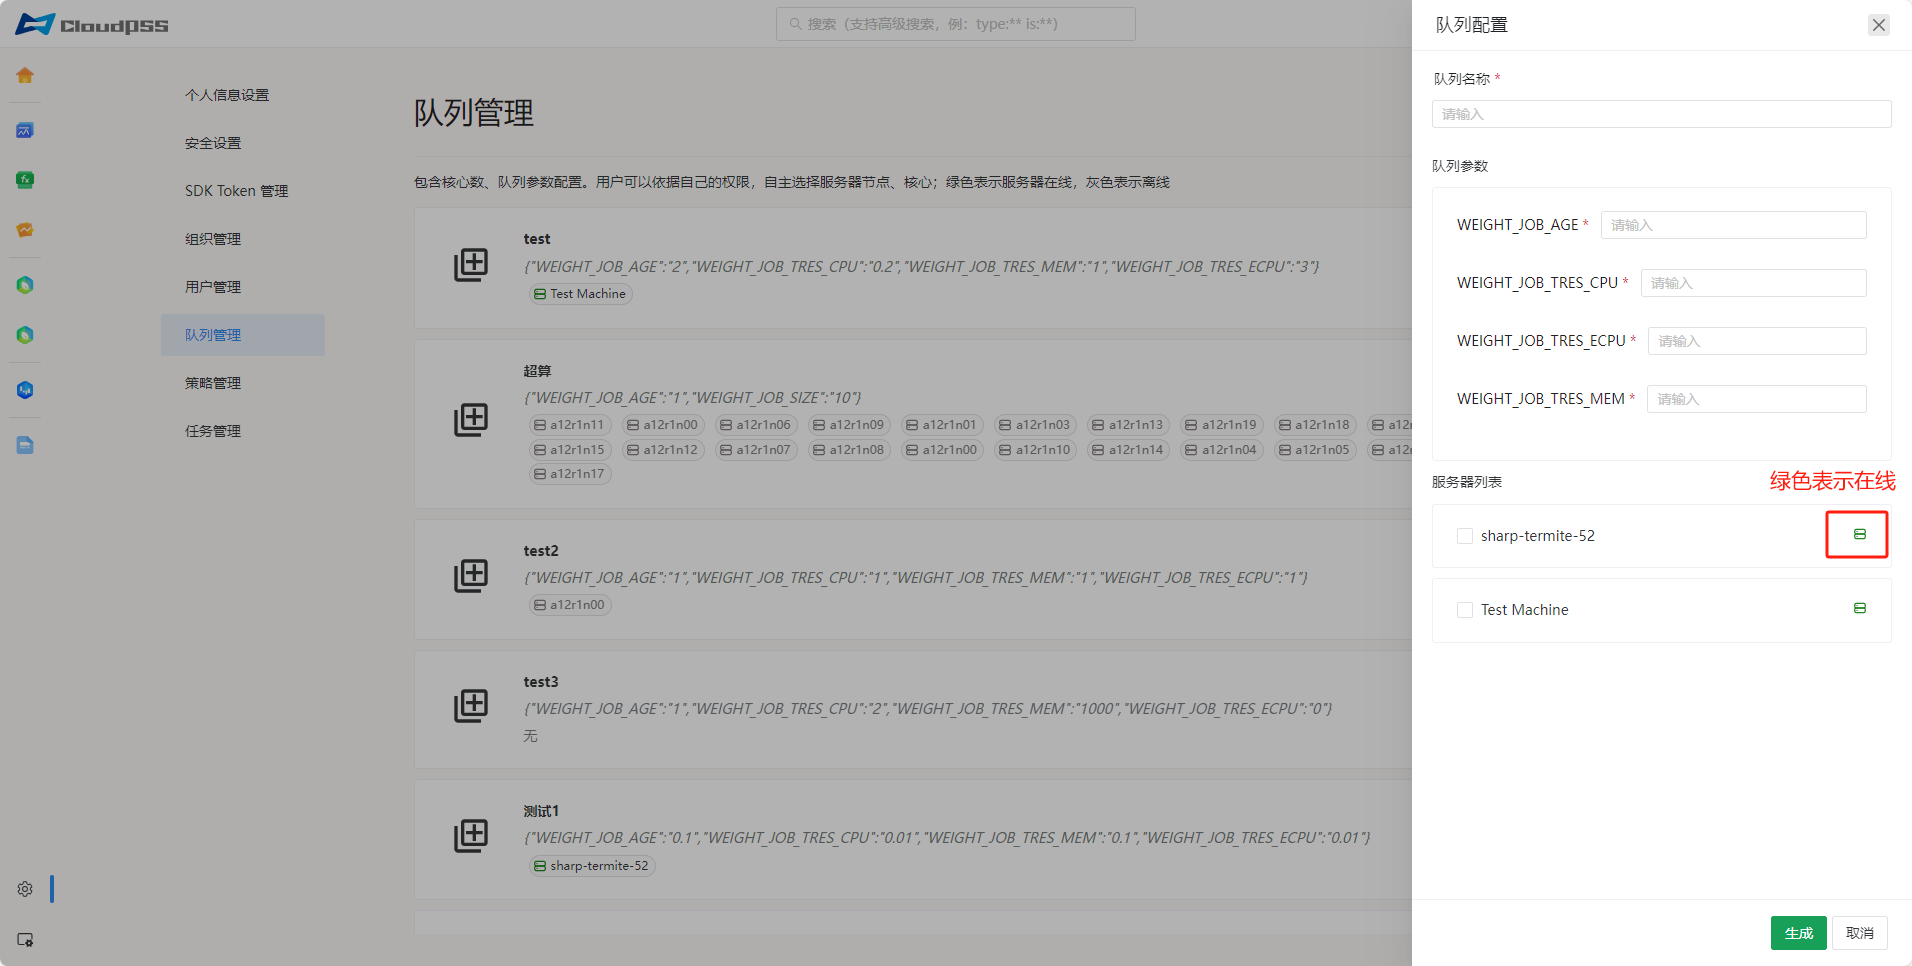 CloudPSS
搜索（支持高级搜索，例：type:** is:**)
个人信息设置
安全设置
SDK Token 管理
组织管理
用户管理
队列管理
策略管理
任务管理
队列管理
包含核心数、队列参数配置。用户可以依据自己的权限，自主选择服务器节点、核心；绿色表示服务器在线，灰色表示离线
test
{"WEIGHT_JOB_AGE":"2","WEIGHT_JOB_TRES_CPU":"0.2","WEIGHT_JOB_TRES_MEM":"1","WEIGHT_JOB_TRES_ECPU":"3"}
Test Machine
超算
{"WEIGHT_JOB_AGE":"1","WEIGHT_JOB_SIZE":"10"}
a12r1n11 a12r1n00 a12r1n06 a12r1n09 a12r1n01 a12r1n03 a12r1n13 a12r1n19 a12r1n18 a12r
a12r1n15 a12r1n12 a12r1n07 a12r1n08 a12r1n00 a12r1n10 a12r1n14 a12r1n04 a12r1n05 a12r
a12r1n17
test2
{"WEIGHT_JOB_AGE":"1","WEIGHT_JOB_TRES_CPU":"1","WEIGHT_JOB_TRES_MEM":"1","WEIGHT_JOB_TRES_ECPU":"1"}
a12r1n00
test3
{"WEIGHT_JOB_AGE":"1","WEIGHT_JOB_TRES_CPU":"2","WEIGHT_JOB_TRES_MEM":"1000","WEIGHT_JOB_TRES_ECPU":"0"}
无
测试1
{"WEIGHT_JOB_AGE":"0.1","WEIGHT_JOB_TRES_CPU":"0.01","WEIGHT_JOB_TRES_MEM":"0.1","WEIGHT_JOB_TRES_ECPU":"0.01"}
sharp-termite-52
队列配置
队列名称 *
请输入
队列参数
WEIGHT_JOB_AGE * 请输入
WEIGHT_JOB_TRES_CPU * 请输入
WEIGHT_JOB_TRES_ECPU * 请输入
WEIGHT_JOB_TRES_MEM * 请输入
服务器列表
绿色表示在线
sharp-termite-52
Test Machine
生成 取消